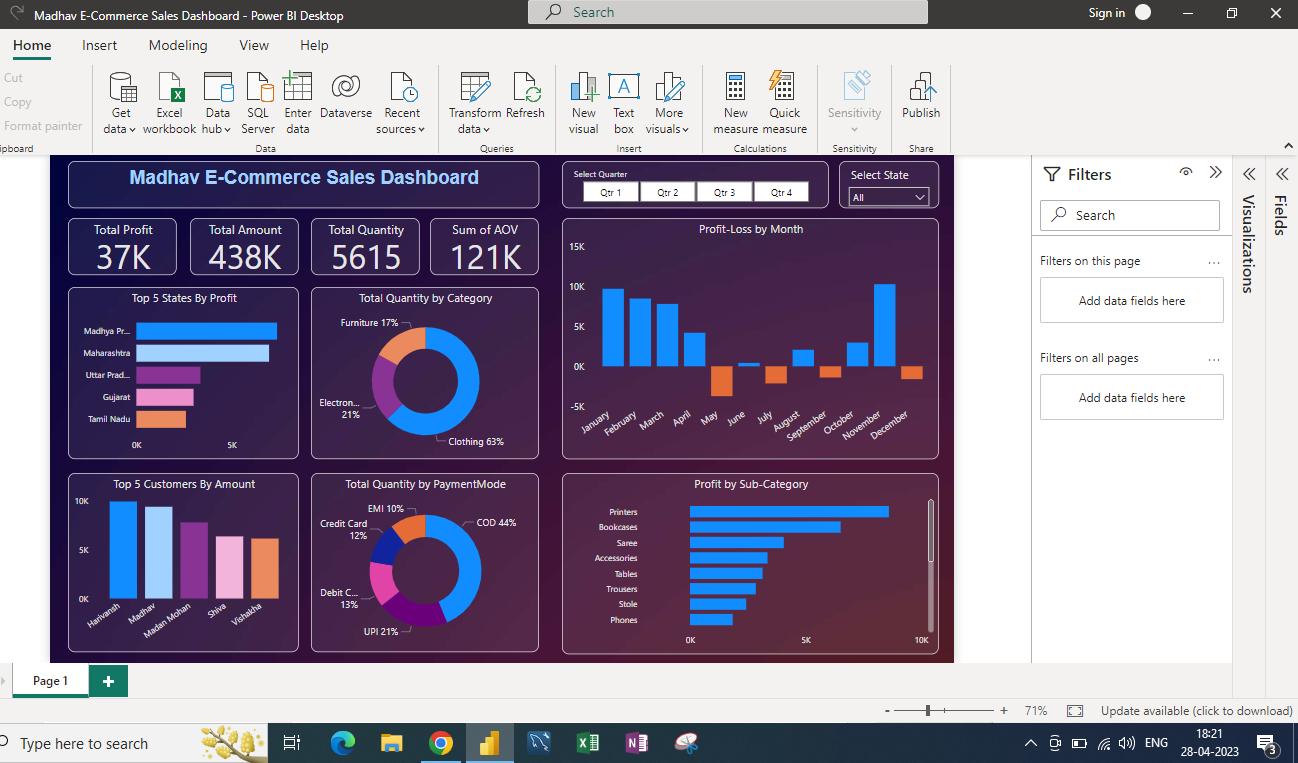 Madhav E-Commerce Sales Dashboard - Power BI Desktop
Search
Sign in
Home Insert Modeling View Help
Cut
Copy
Format painter
ipboard
Get data
Excel workbook
Data hub
SQL Server
Enter data
Dataverse
Recent sources
Data
Transform data
Refresh
Queries
New visual
Text box
More visuals
Insert
New measure
Quick measure
Calculations
Sensitivity
Sensitivity
Publish
Share
Madhav E-Commerce Sales Dashboard
Select Quarter
Qtr 1 Qtr 2 Qtr 3 Qtr 4
Select State
All
Total Profit
37K
Total Amount
438K
Total Quantity
5615
Sum of AOV
121K
Profit-Loss by Month
15K
10K
5K
0K
-5K
January February March April May June July August September October November December
Top 5 States By Profit
Madhya Pr...
Maharashtra
Uttar Prad...
Gujarat
Tamil Nadu
0K 5K
Total Quantity by Category
Furniture 17%
Electron...
21%
Clothing 63%
Top 5 Customers By Amount
10K
5K
0K
Harivansh Madhav Madan Mohan Shiva Vishakha
Total Quantity by PaymentMode
EMI 10%
COD 44%
Credit Card
12%
Debit C...
13%
UPI 21%
Profit by Sub-Category
Printers
Bookcases
Saree
Accessories
Tables
Trousers
Stole
Phones
0K 5K 10K
Filters
Search
Filters on this page ...
Add data fields here
Filters on all pages ...
Add data fields here
Visualizations
Fields
Page 1
- + 71%
Update available (click to download)
Type here to search
ENG
18:21
28-04-2023
3